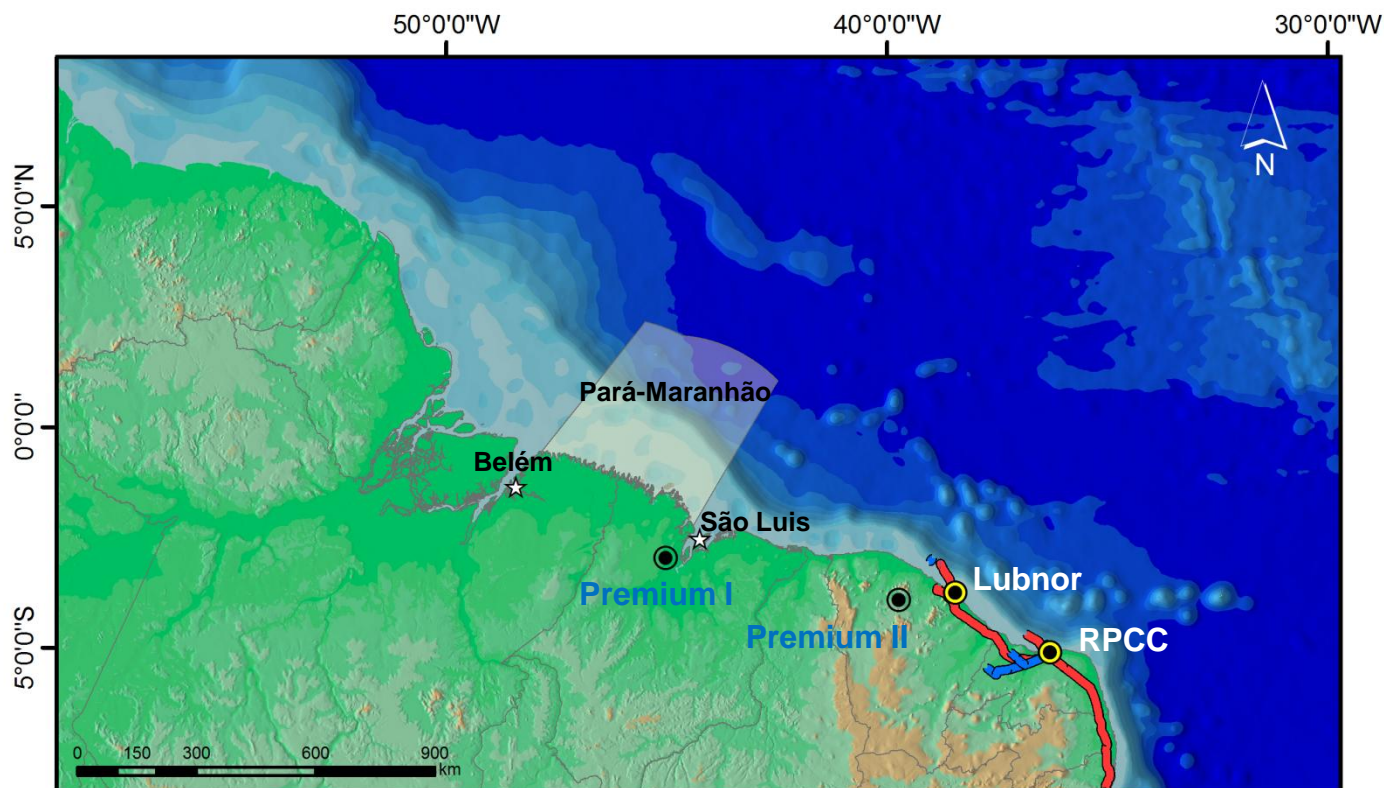 50°0'0"W
40°0'0"W
30°0'0"W
5°0'0"N
N
Pará-Maranhão
0°0'0"
Belém
São Luis
Premium I
Lubnor
Premium II
RPCC
5°0'0"S
0 150 300 600 900
km